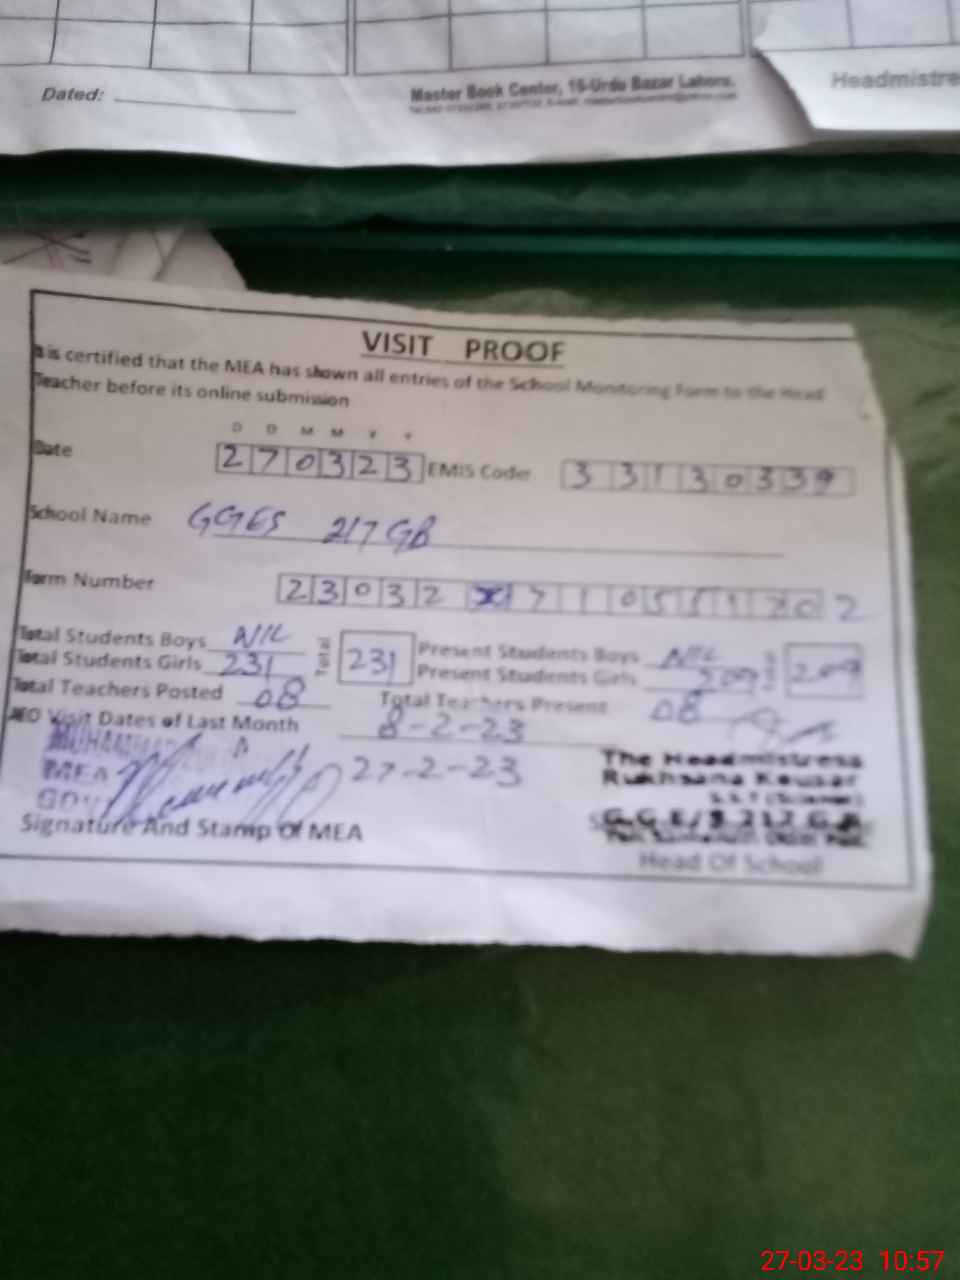 Dated:
Master Book Center, 16-Urdu Bazar Lahore.
Headmistre
VISIT PROOF
It is certified that the MEA has shown all entries of the School Monitoring Form to the Head
Teacher before its online submission
D D M M Y Y
Date 270323 EMIS Code 33130339
School Name GGES 217 GB
Form Number 23032
Total Students Boys NIL Present Students Boys NIL
Total Students Girls 231 231 Present Students Girls 209 209
Total Teachers Posted 08 Total Teachers Present 08
AEO Visit Dates of Last Month 8-2-23
27-2-23
MEA
Signature And Stamp Of MEA
The Headmistress
Rukhsana Kousar
S.S.T (Science)
G.G.E/S 217 G.B.
Head Of School
27-03-23 10:57